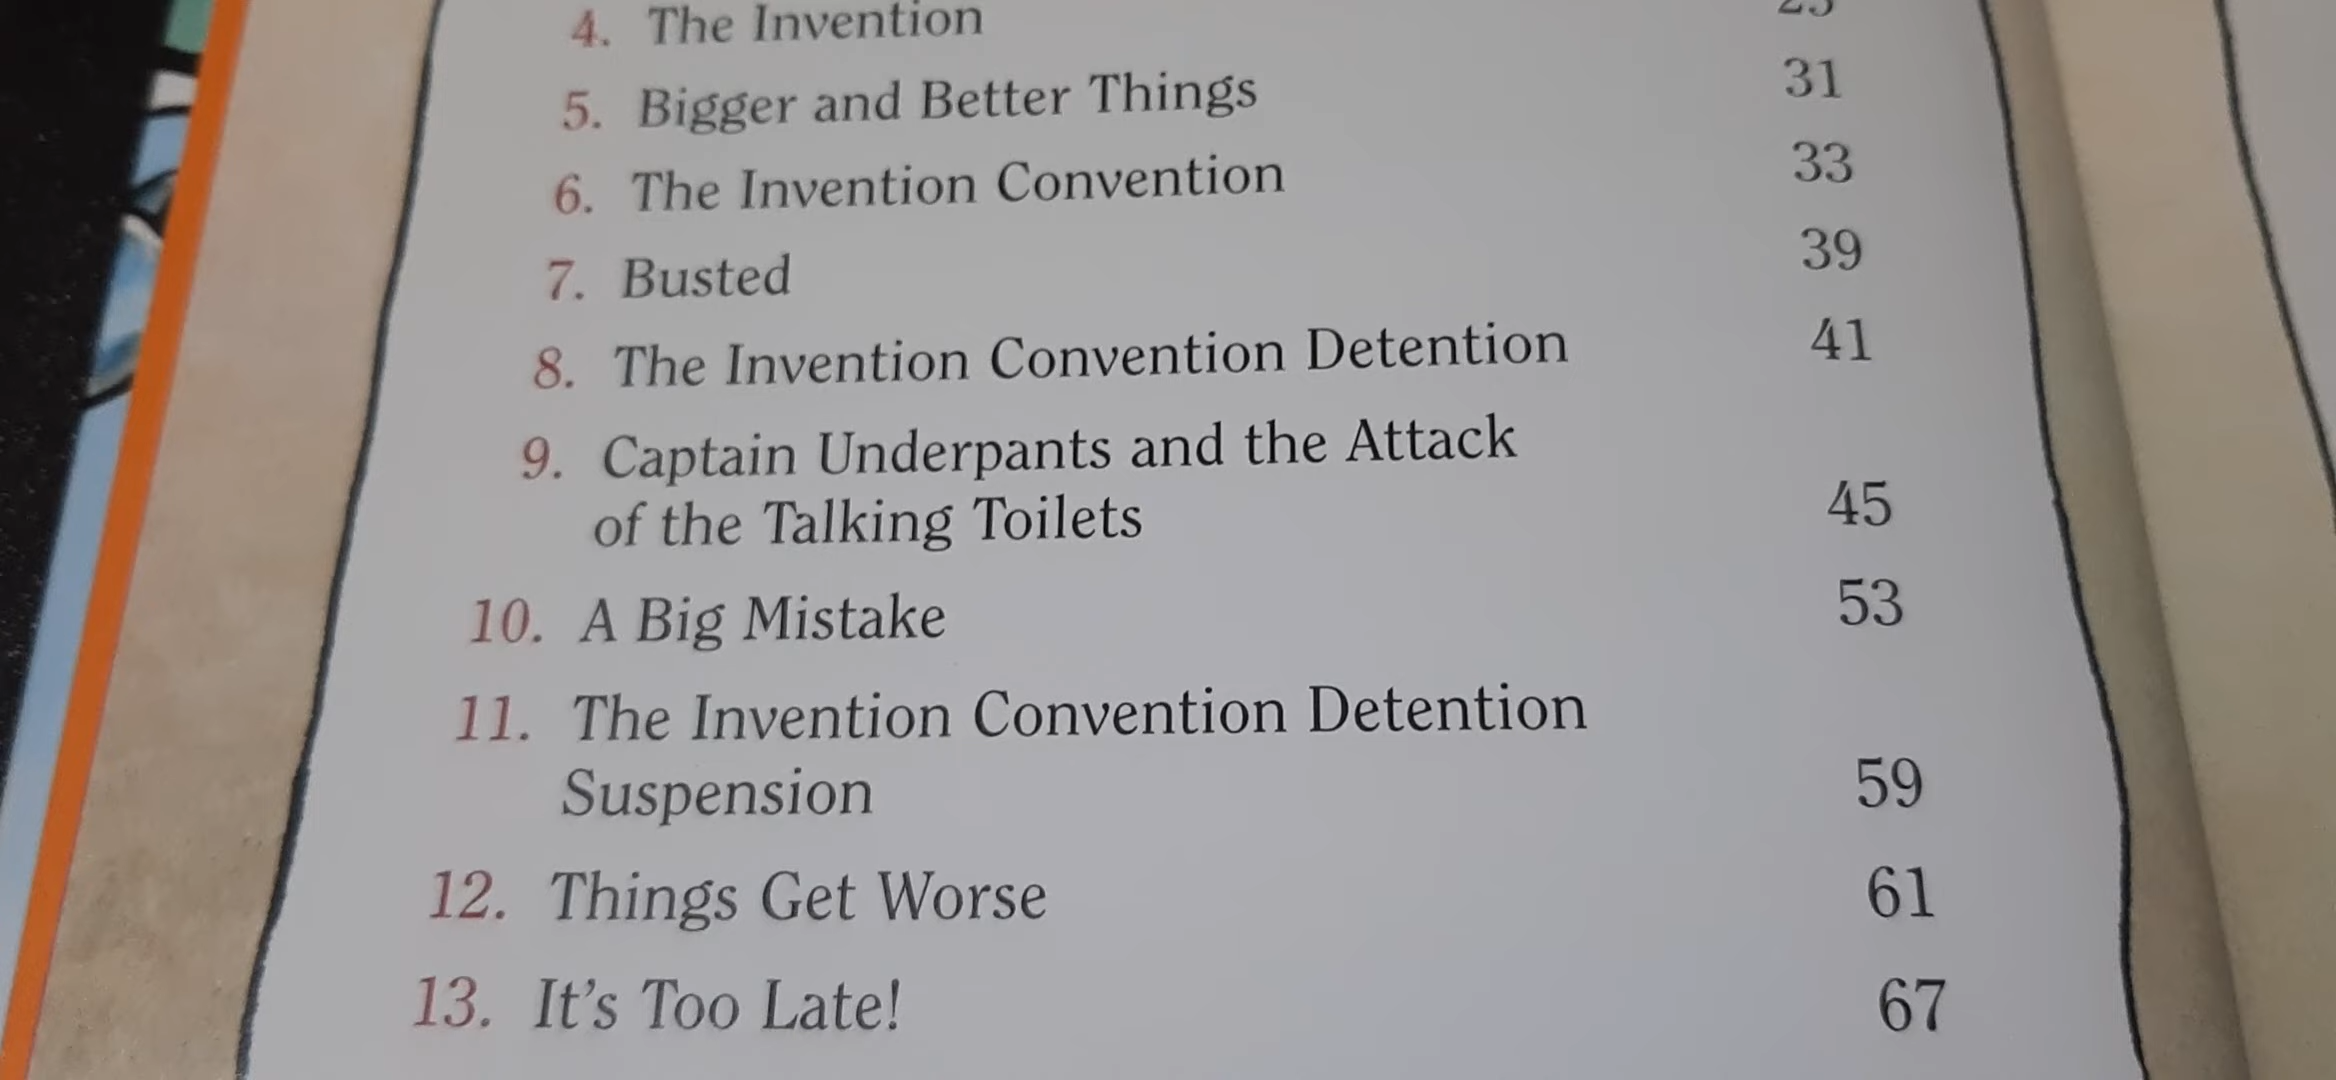 4. The Invention
5. Bigger and Better Things 31
6. The Invention Convention 33
7. Busted 39
8. The Invention Convention Detention 41
9. Captain Underpants and the Attack
of the Talking Toilets 45
10. A Big Mistake 53
11. The Invention Convention Detention
Suspension 59
12. Things Get Worse 61
13. It's Too Late! 67